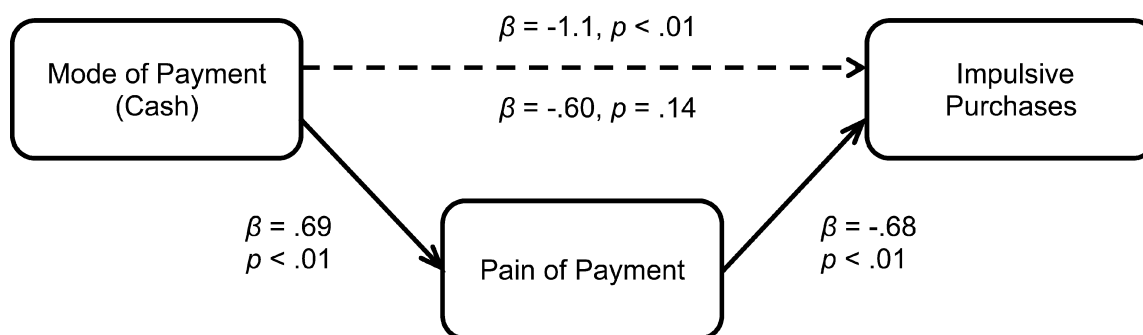 β = -1.1, p < .01
Mode of Payment
(Cash)
Impulsive
Purchases
β = -.60, p = .14
β = .69
p < .01
Pain of Payment
β = -.68
p < .01